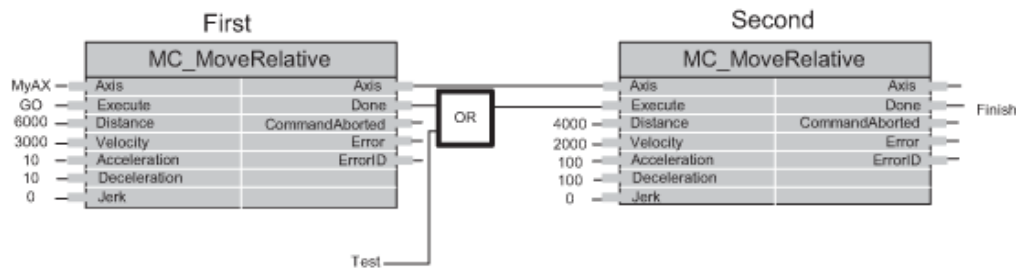 First Second
MC_MoveRelative MC_MoveRelative
MyAX Axis Axis Axis Axis
GO Execute Done OR Execute Done Finish
6000 Distance CommandAborted 4000 Distance CommandAborted
3000 Velocity Error 2000 Velocity Error
10 Acceleration ErrorID 100 Acceleration ErrorID
10 Deceleration 100 Deceleration
0 Jerk 0 Jerk
Test